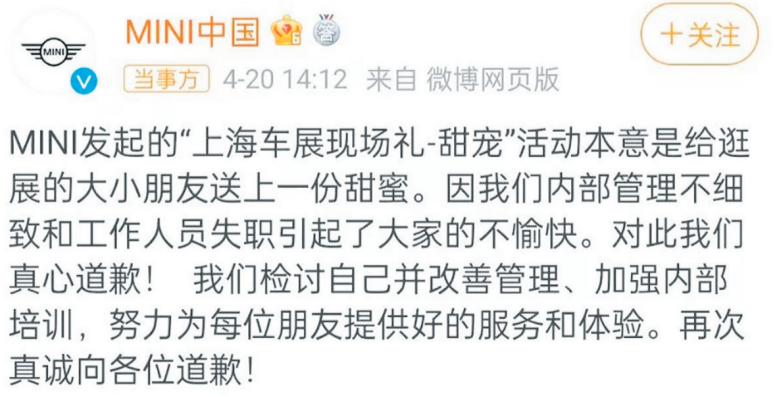 MINI
MINI中国
+关注
当事方 4-20 14:12 来自 微博网页版
MINI发起的“上海车展现场礼-甜宠”活动本意是给逛
展的大小朋友送上一份甜蜜。因我们内部管理不细
致和工作人员失职引起了大家的不愉快。对此我们
真心道歉! 我们检讨自己并改善管理、加强内部
培训,努力为每位朋友提供好的服务和体验。再次
真诚向各位道歉!